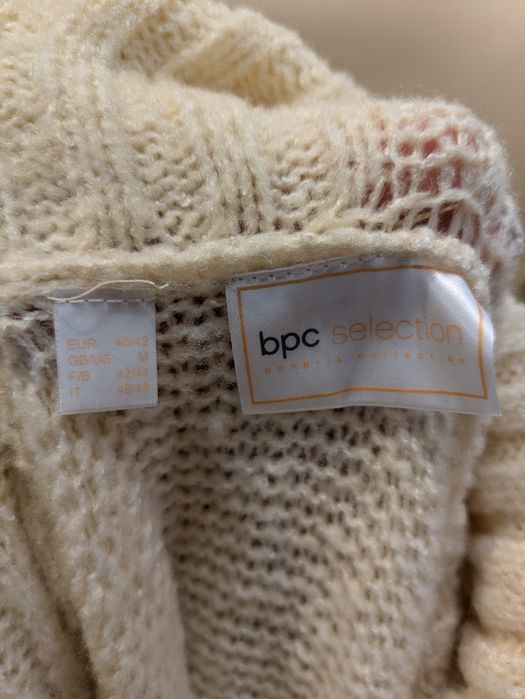 EUR 40/42
GB/US M
F/B 42/44
IT 46/48
bpc selection
bonprix collection